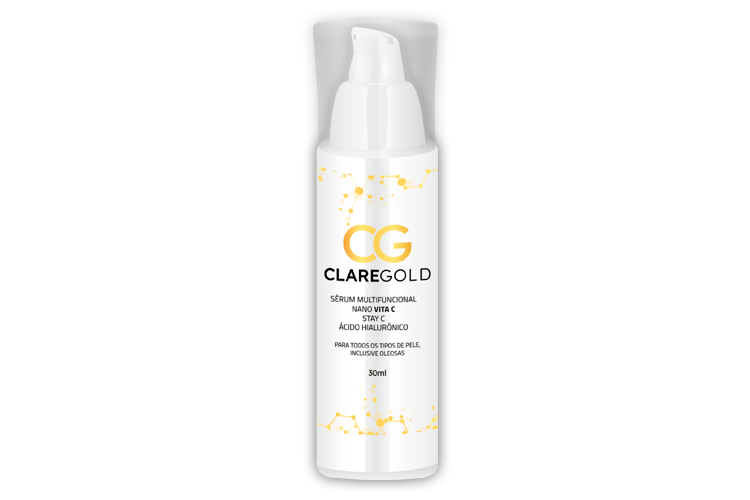 CG
CLAREGOLD
SÉRUM MULTIFUNCIONAL
NANO VITA C
STAY C
ÁCIDO HIALURÔNICO
PARA TODOS OS TIPOS DE PELE,
INCLUSIVE OLEOSAS
30ml